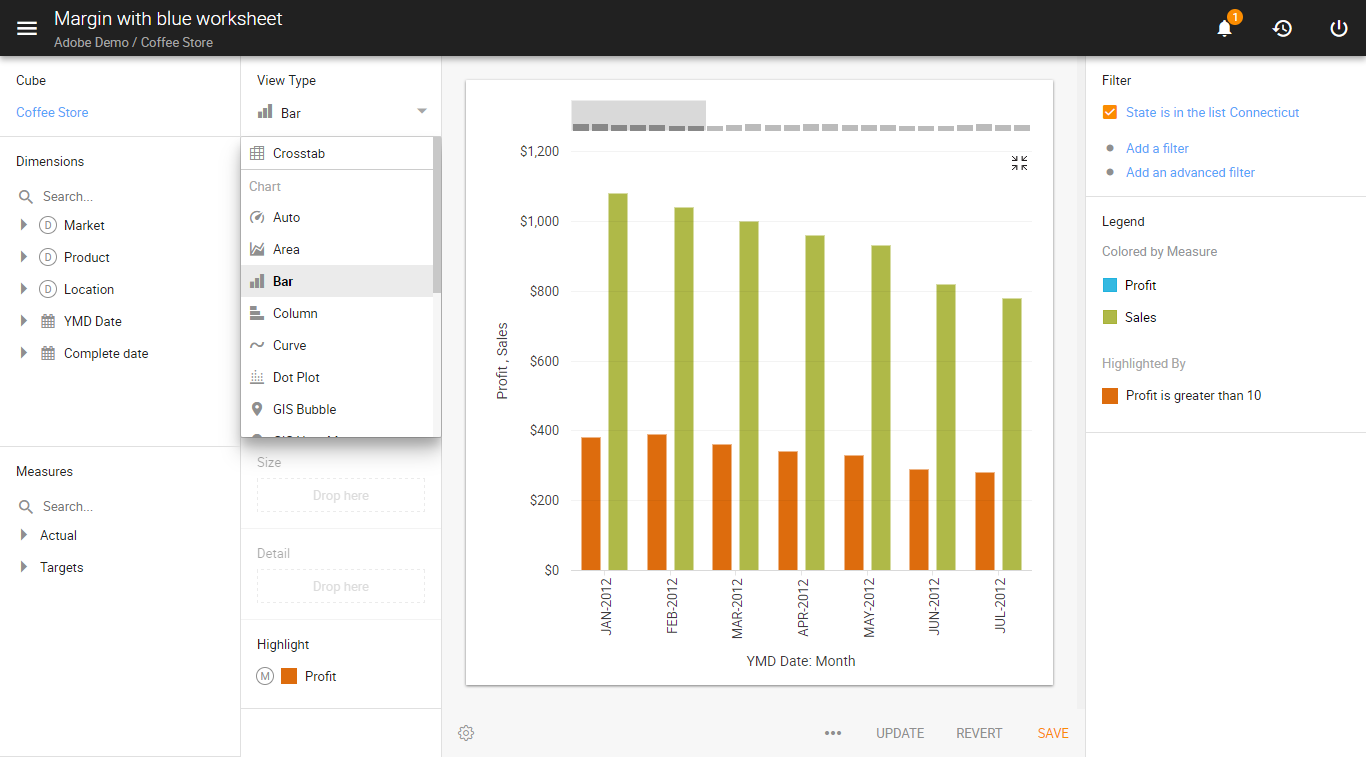 Margin with blue worksheet
Adobe Demo / Coffee Store
1
Cube
Coffee Store
Dimensions
Search...
D Market
D Product
D Location
YMD Date
Complete date
Measures
Search...
Actual
Targets
View Type
Bar
Crosstab
Chart
Auto
Area
Bar
Column
Curve
Dot Plot
GIS Bubble
Size
Drop here
Detail
Drop here
Highlight
M Profit
$1,200
$1,000
$800
$600
$400
$200
$0
Profit , Sales
JAN-2012
FEB-2012
MAR-2012
APR-2012
MAY-2012
JUN-2012
JUL-2012
YMD Date: Month
UPDATE
REVERT
SAVE
Filter
State is in the list Connecticut
Add a filter
Add an advanced filter
Legend
Colored by Measure
Profit
Sales
Highlighted By
Profit is greater than 10